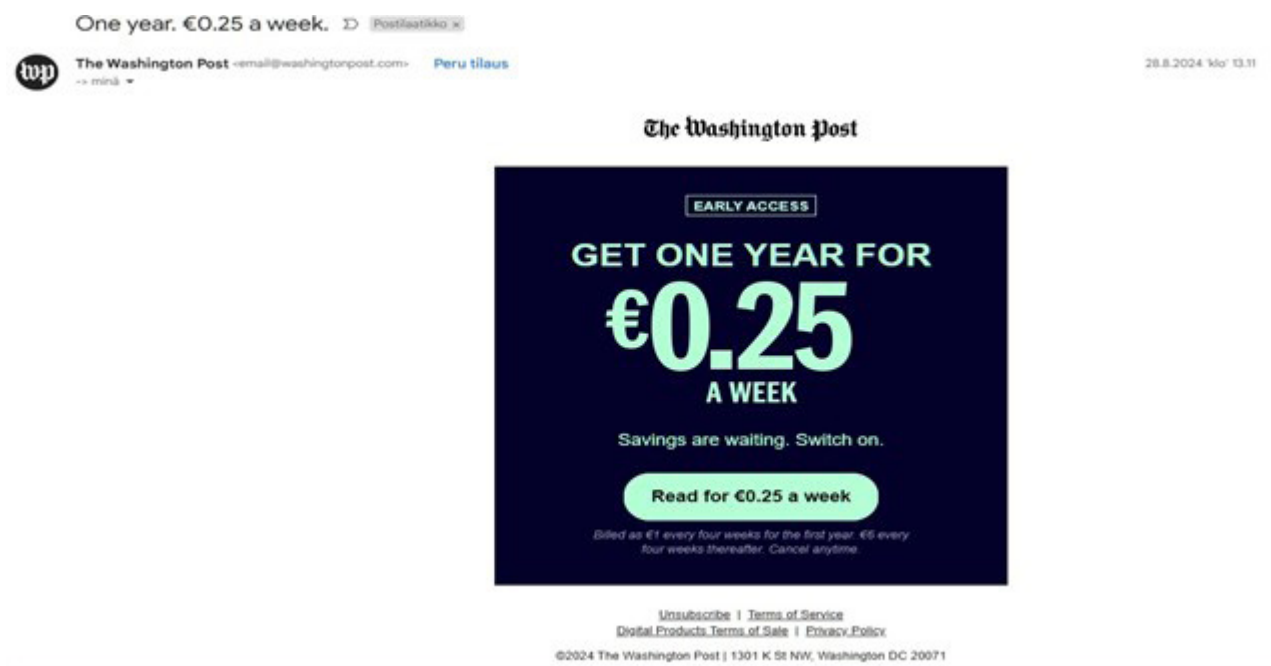 One year. €0.25 a week. Postilaatikko ×
wp
The Washington Post <email@washingtonpost.com> Peru tilaus
28.8.2024 'klo' 13.11
-> minä
The Washington Post
EARLY ACCESS
GET ONE YEAR FOR
€0.25
A WEEK
Savings are waiting. Switch on.
Read for €0.25 a week
Billed as €1 every four weeks for the first year. €6 every
four weeks thereafter. Cancel anytime.
Unsubscribe | Terms of Service
Digital Products Terms of Sale | Privacy Policy
©2024 The Washington Post | 1301 K St NW, Washington DC 20071